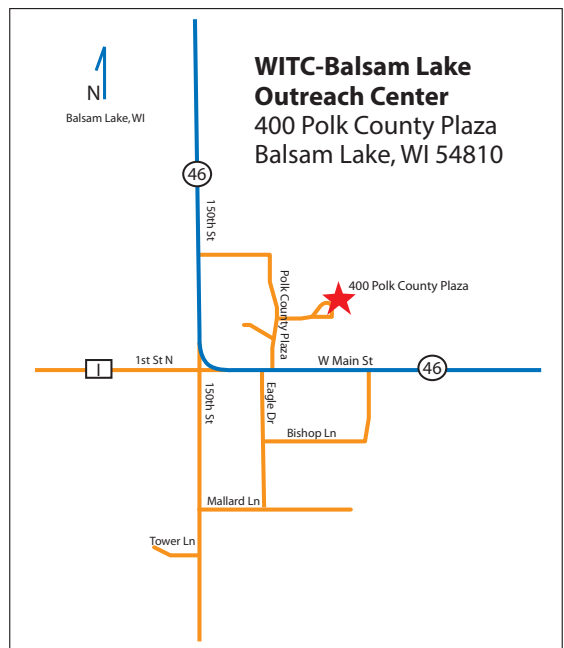 WITC-Balsam Lake
Outreach Center
400 Polk County Plaza
Balsam Lake, WI 54810
N
Balsam Lake, WI
46
150th St
Polk County Plaza
400 Polk County Plaza
I
1st St N
W Main St
46
150th St
Eagle Dr
Bishop Ln
Mallard Ln
Tower Ln